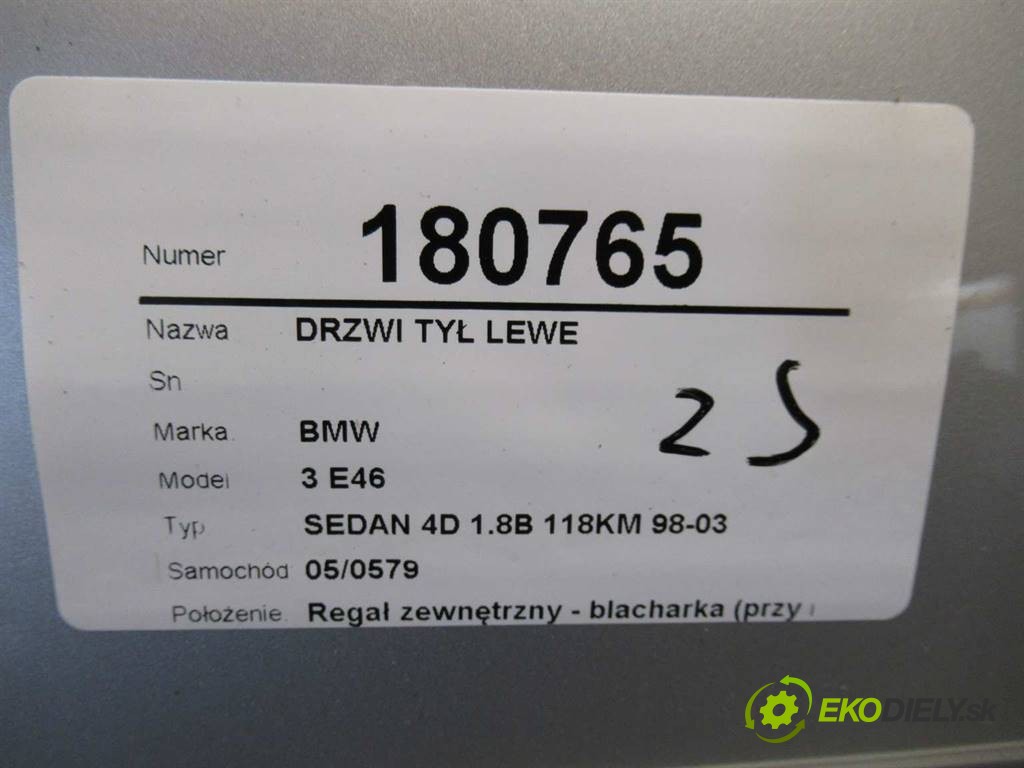 Numer 180765
Nazwa DRZWI TYŁ LEWE
Sn
Marka BMW
Model 3 E46
Typ SEDAN 4D 1.8B 118KM 98-03
Samochód 05/0579
Położenie Regał zewnętrzny - blacharka (przy
EKODIELY.sk